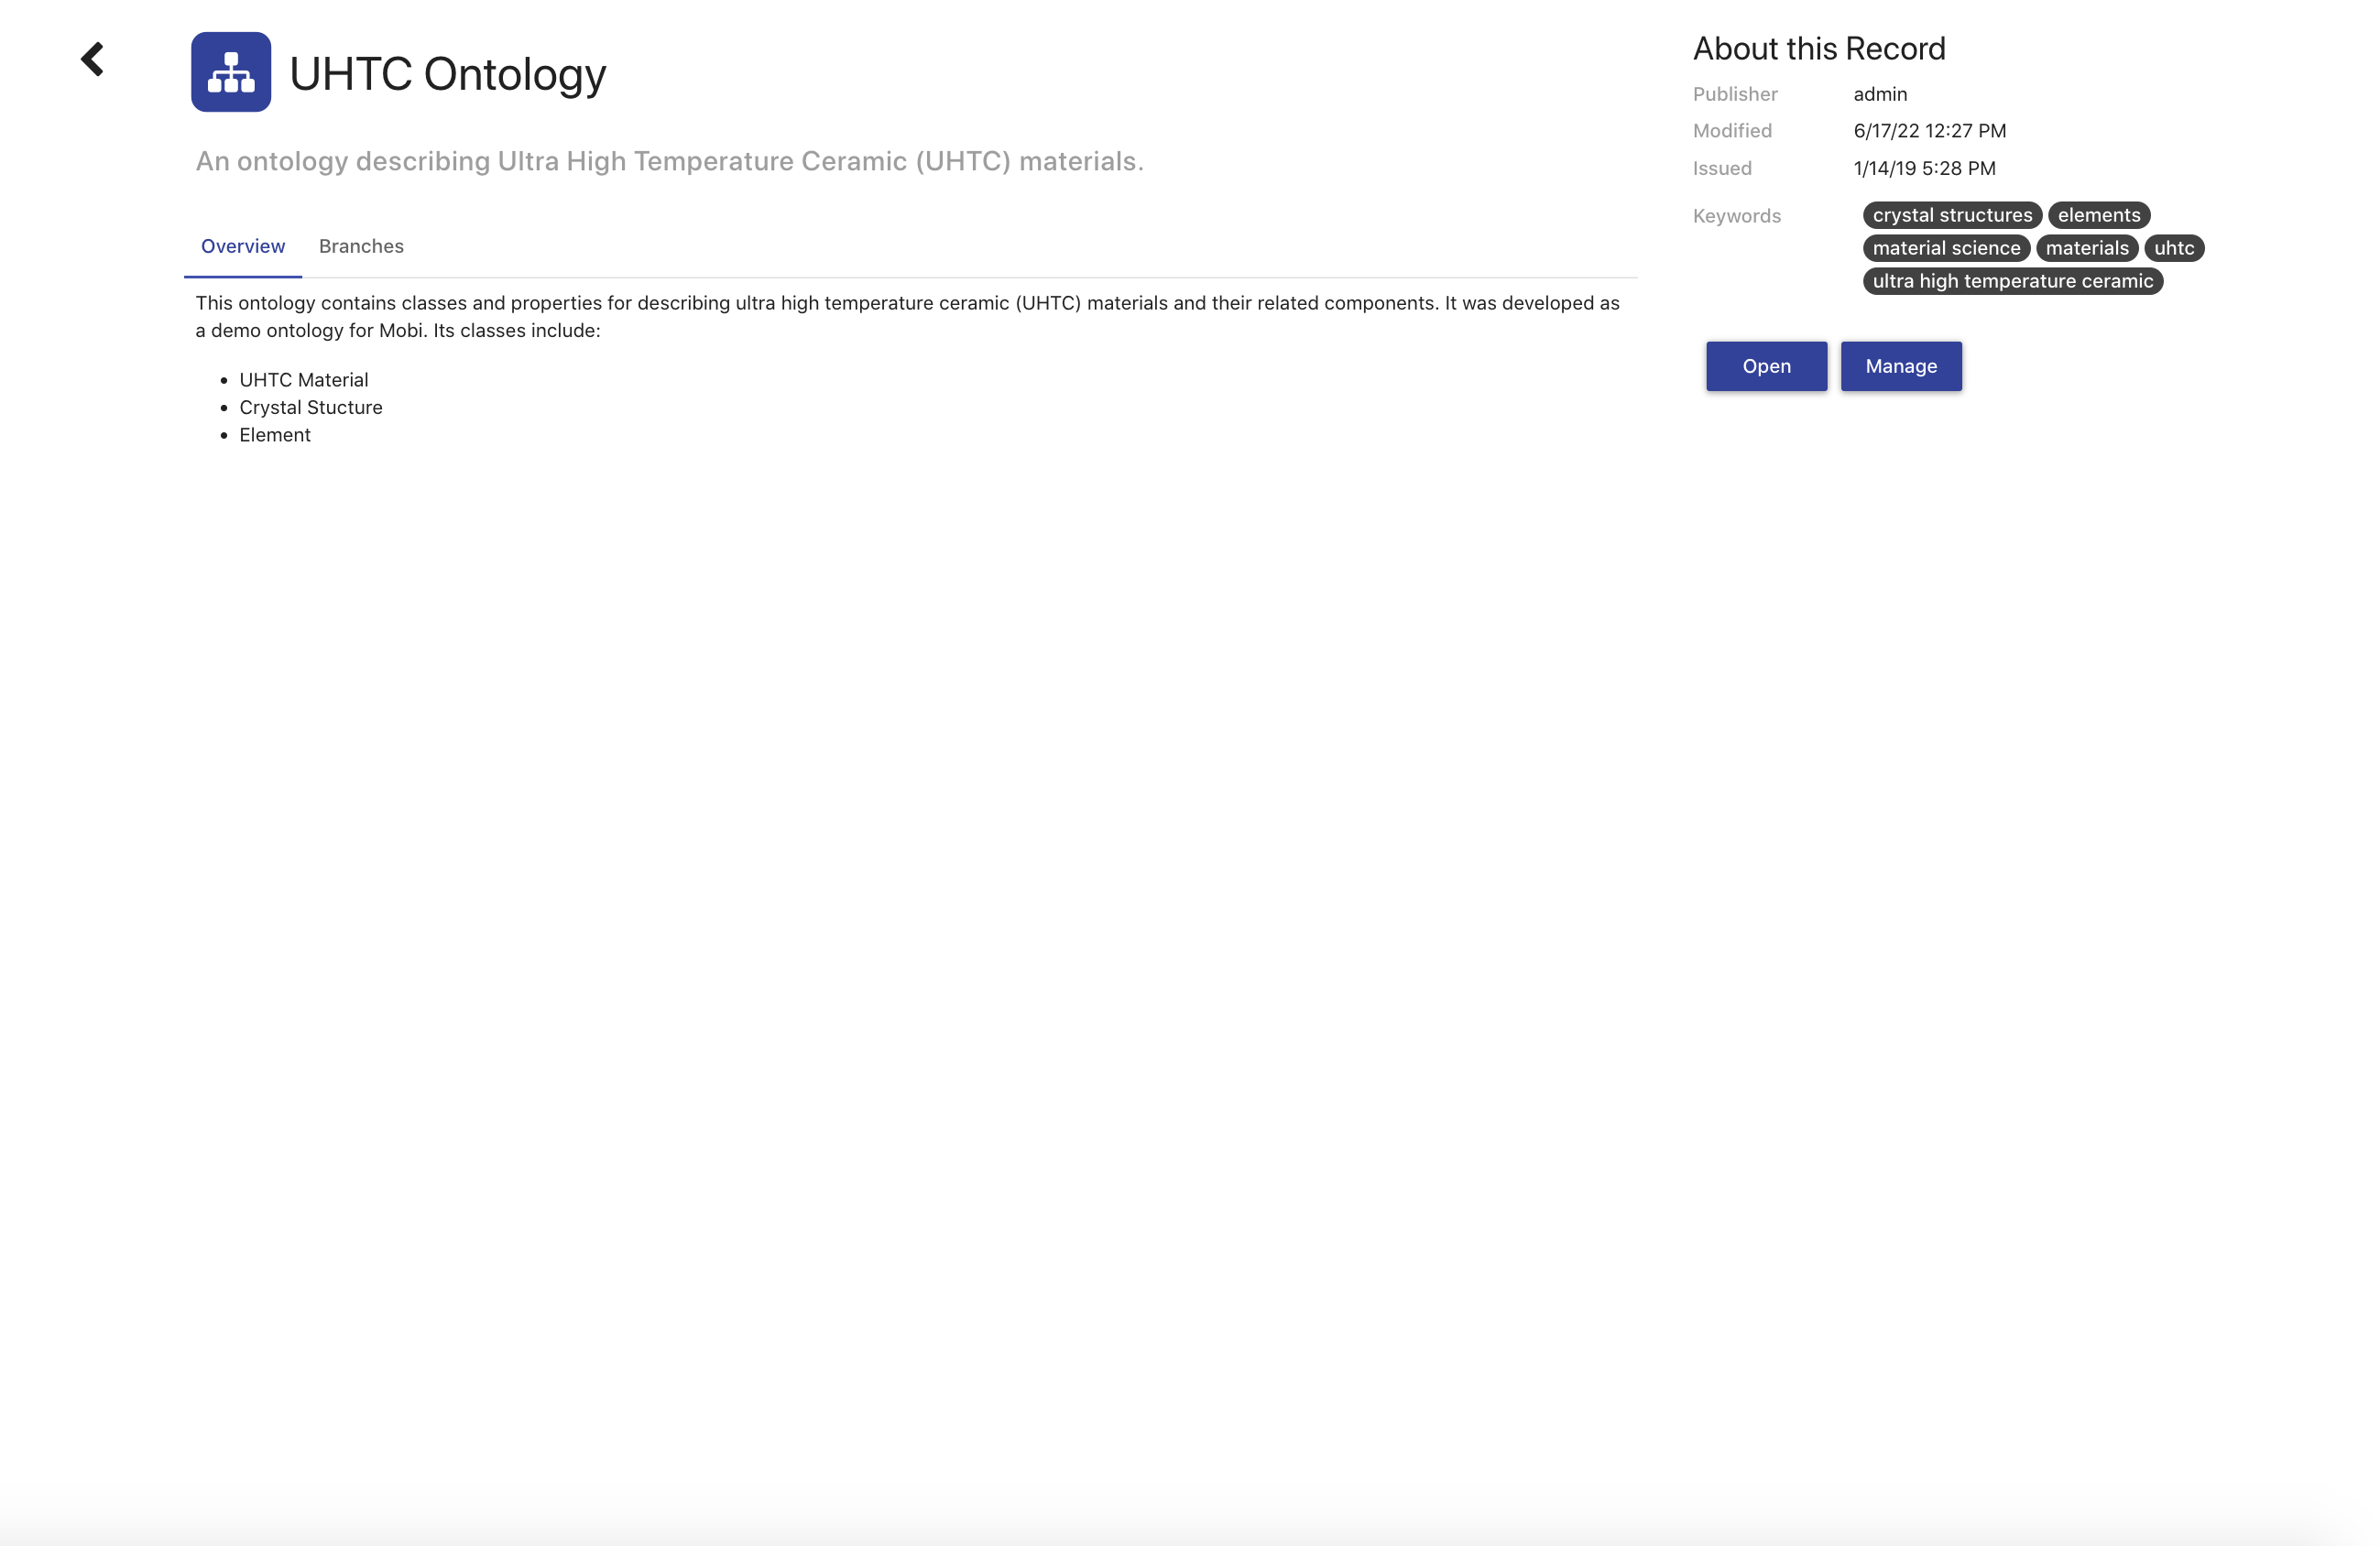 UHTC Ontology
An ontology describing Ultra High Temperature Ceramic (UHTC) materials.
Overview Branches
This ontology contains classes and properties for describing ultra high temperature ceramic (UHTC) materials and their related components. It was developed as
a demo ontology for Mobi. Its classes include:
UHTC Material
Crystal Stucture
Element
About this Record
Publisher admin
Modified 6/17/22 12:27 PM
Issued 1/14/19 5:28 PM
Keywords crystal structures elements
material science materials uhtc
ultra high temperature ceramic
Open Manage